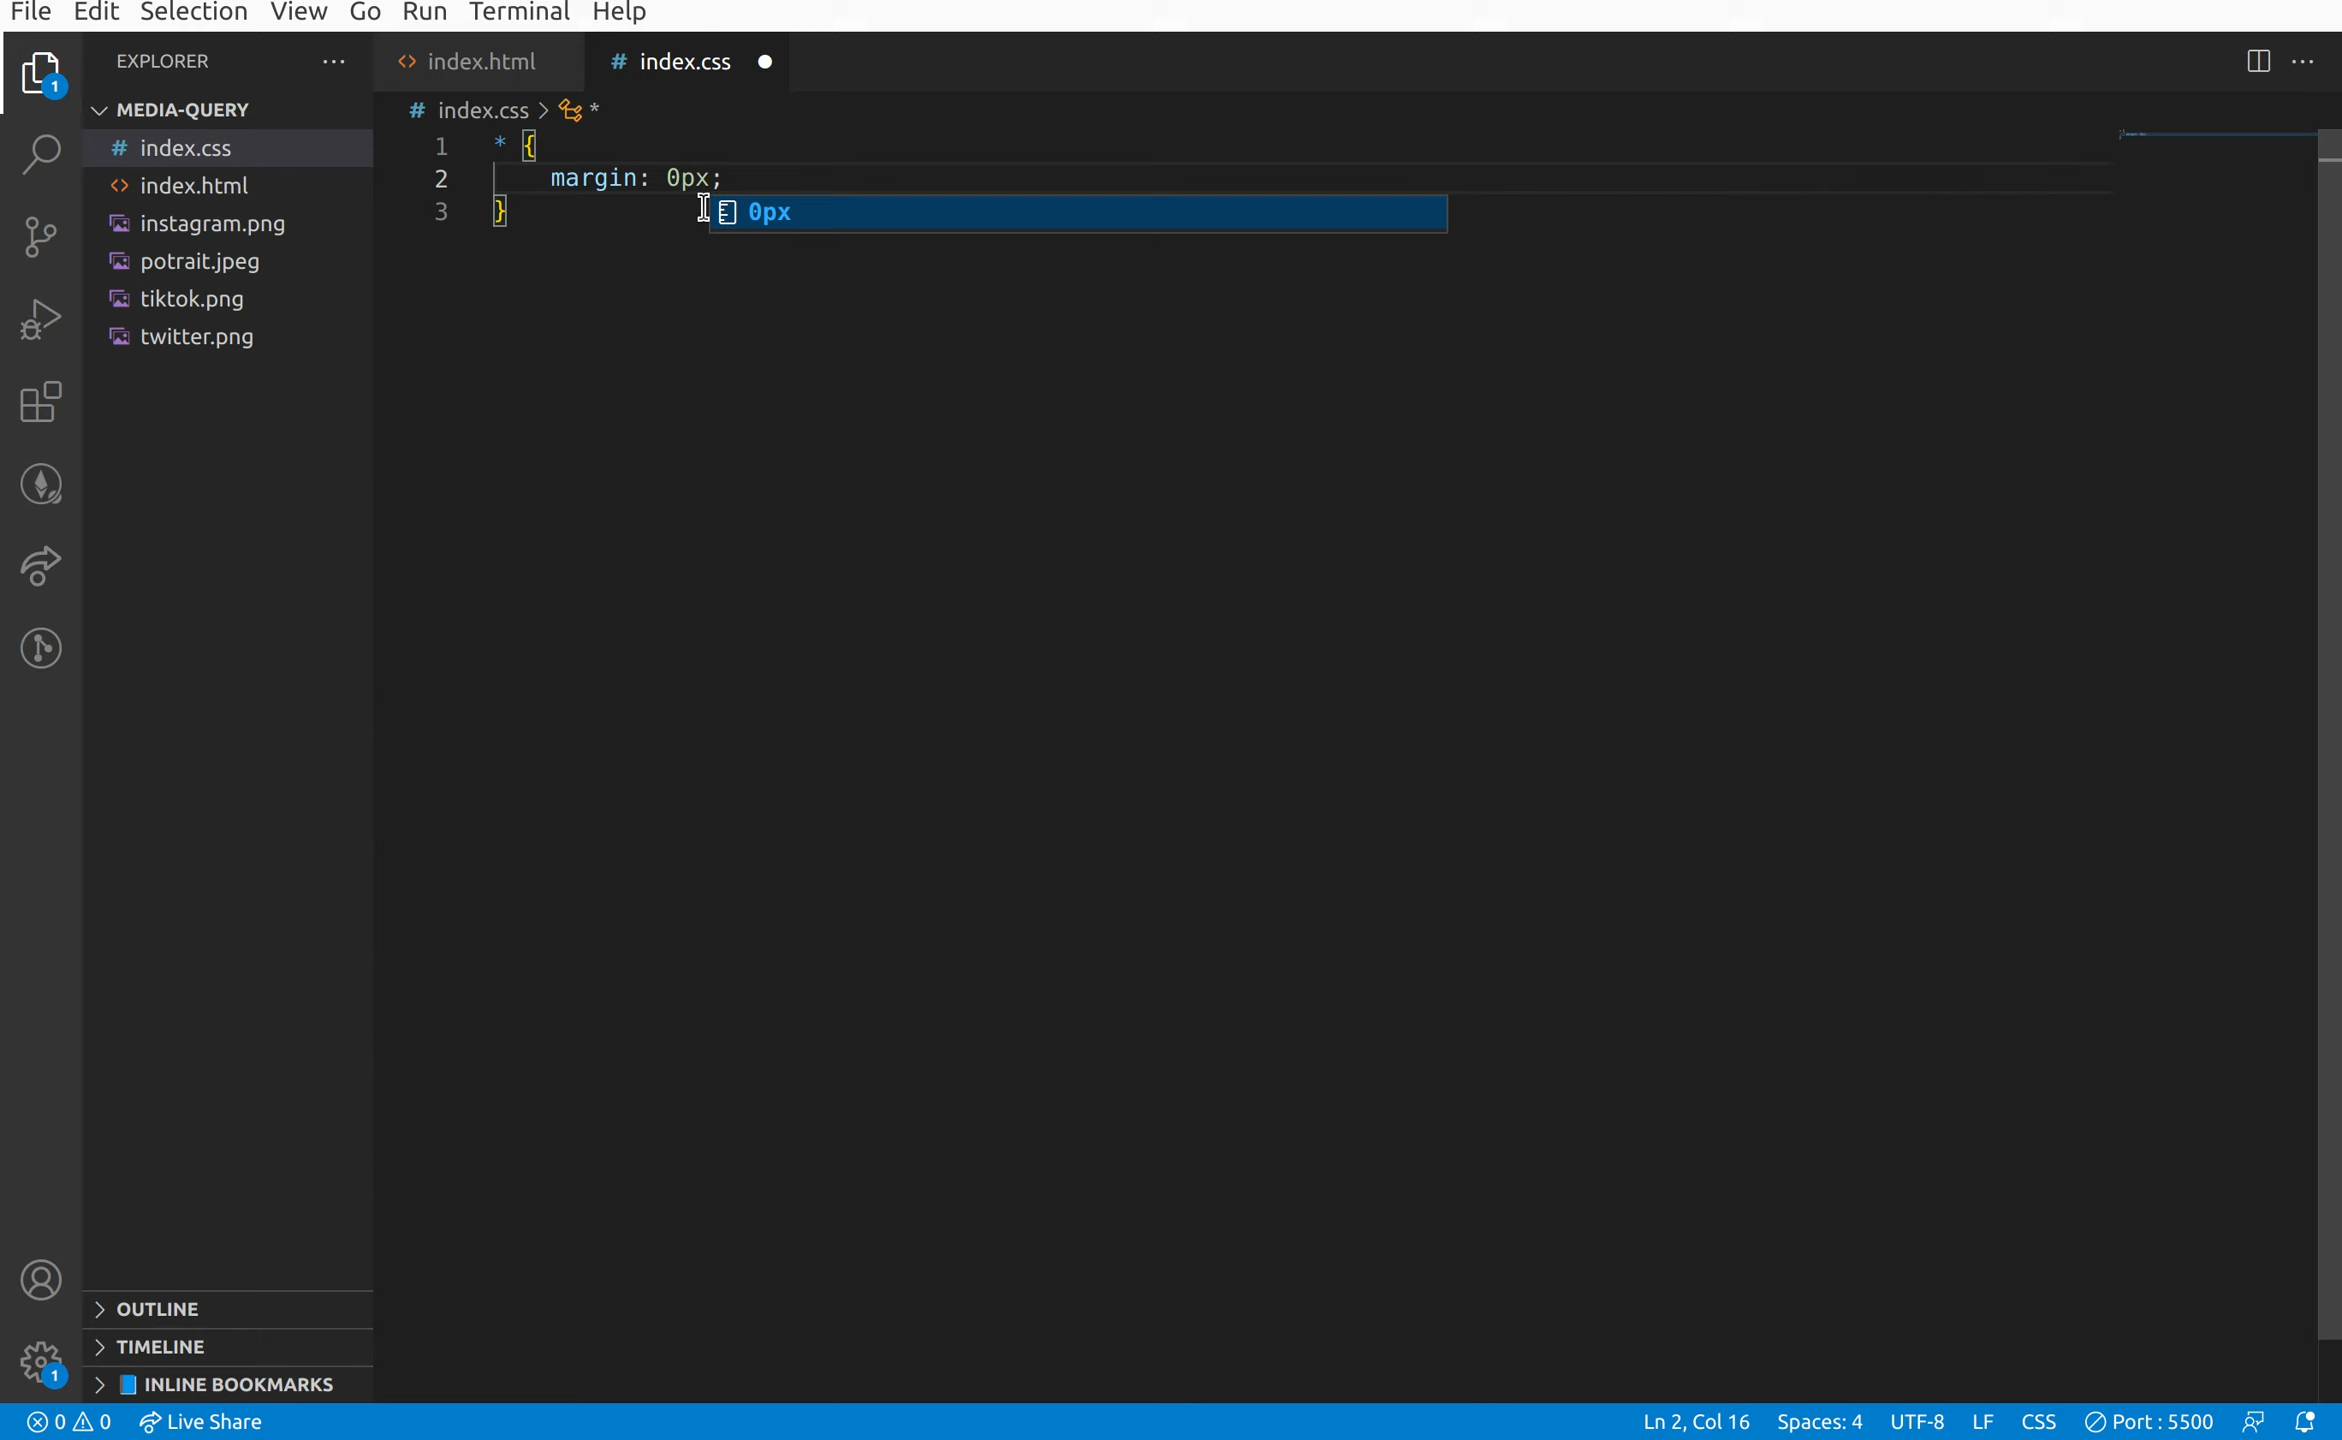 File Edit Selection View Go Run Terminal Help
EXPLORER
index.html
index.css
MEDIA-QUERY
index.css
index.html
instagram.png
potrait.jpeg
tiktok.png
twitter.png
index.css > *
1 * {
2 margin: 0px;
3 }
0px
1
OUTLINE
TIMELINE
INLINE BOOKMARKS
1
0 0 Live Share
Ln 2, Col 16 Spaces: 4 UTF-8 LF CSS Port : 5500